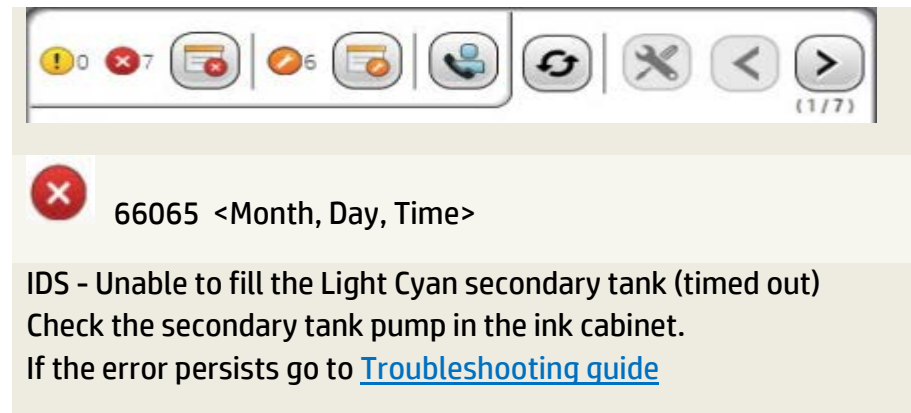 0 7 6
(1/7)
66065 <Month, Day, Time>
IDS - Unable to fill the Light Cyan secondary tank (timed out)
Check the secondary tank pump in the ink cabinet.
If the error persists go to Troubleshooting guide